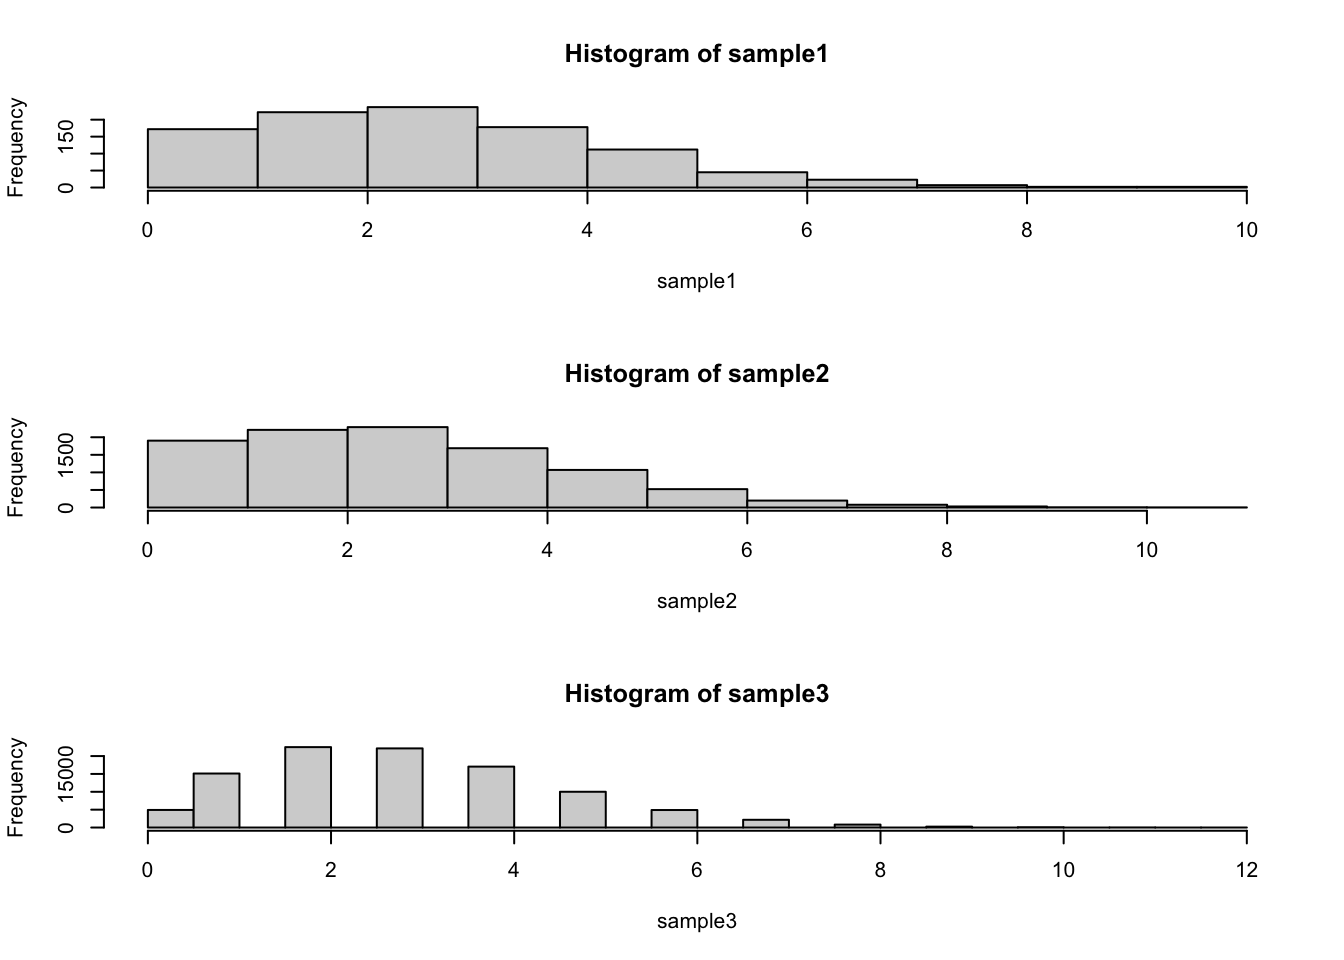 Histogram of sample1
Frequency
150
0
0 2 4 6 8 10
sample1
Histogram of sample2
Frequency
1500
0
0 2 4 6 8 10
sample2
Histogram of sample3
Frequency
15000
0
0 2 4 6 8 10 12
sample3